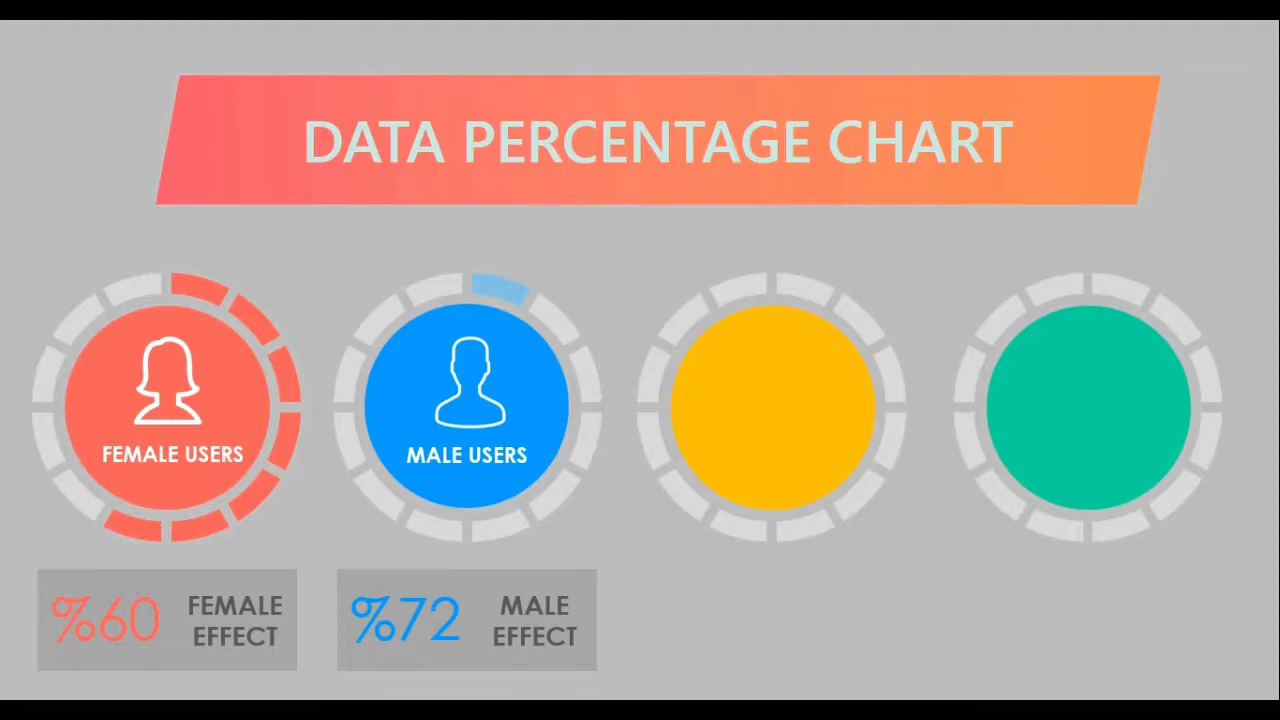 DATA PERCENTAGE CHART
FEMALE USERS
MALE USERS
%60
FEMALE
EFFECT
%72
MALE
EFFECT